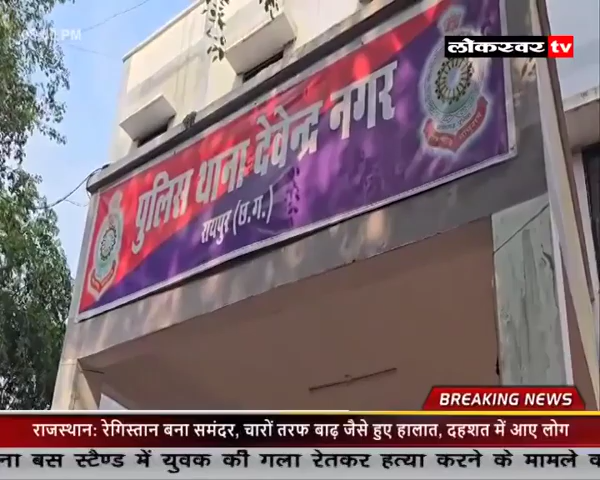 PM
लोकस्वर tv
पुलिस थाना देवेन्द्र नगर
रायपुर (छ.ग.)
BREAKING NEWS
राजस्थान: रेगिस्तान बना समंदर, चारों तरफ बाढ़ जैसे हुए हालात, दहशत में आए लोग
बस स्टैण्ड में युवक की गला रेतकर हत्या करने के मामले